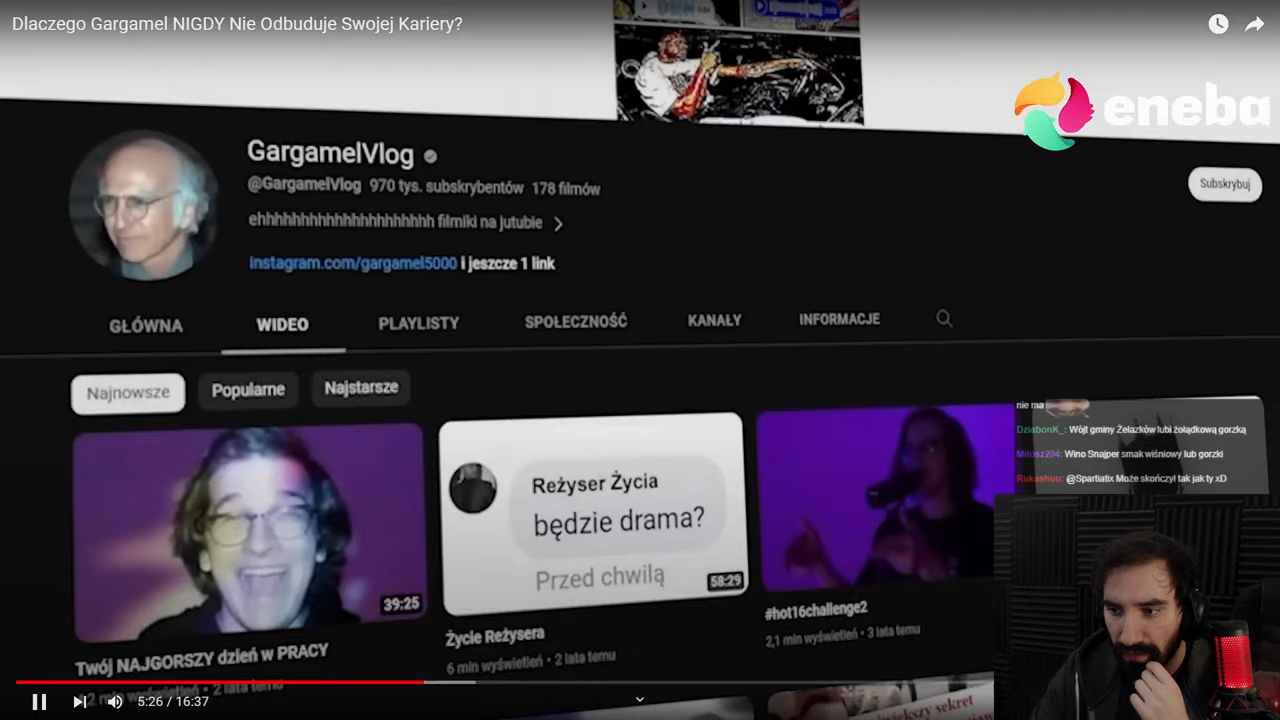 Dlaczego Gargamel NIGDY Nie Odbuduje Swojej Kariery?
eneba
GargamelVlog
@GargamelVlog 970 tys. subskrybentów 178 filmów
Subskrybuj
ehhhhhhhhhhhhhhhhhhhhh filmiki na jutubie
instagram.com/gargamel5000 i jeszcze 1 link
GŁÓWNA WIDEO PLAYLISTY SPOŁECZNOŚĆ KANAŁY INFORMACJE
Najnowsze Popularne Najstarsze
nie ma
DziabonK_: Wójt gminy Żelazków lubi żołądkową gorzką
Milosz204: Wino Snajper smak wiśniowy lub gorzki
Rukashuu: @Spartiatix Może skończył tak jak ty xD
Reżyser Życia
będzie drama?
Przed chwilą
39:25
58:29
Twój NAJGORSZY dzień w PRACY
2 lata temu
Życie Reżysera
6 mln wyświetleń • 2 lata temu
#hot16challenge2
2,1 mln wyświetleń • 3 lata temu
sekret
5:26 / 16:37